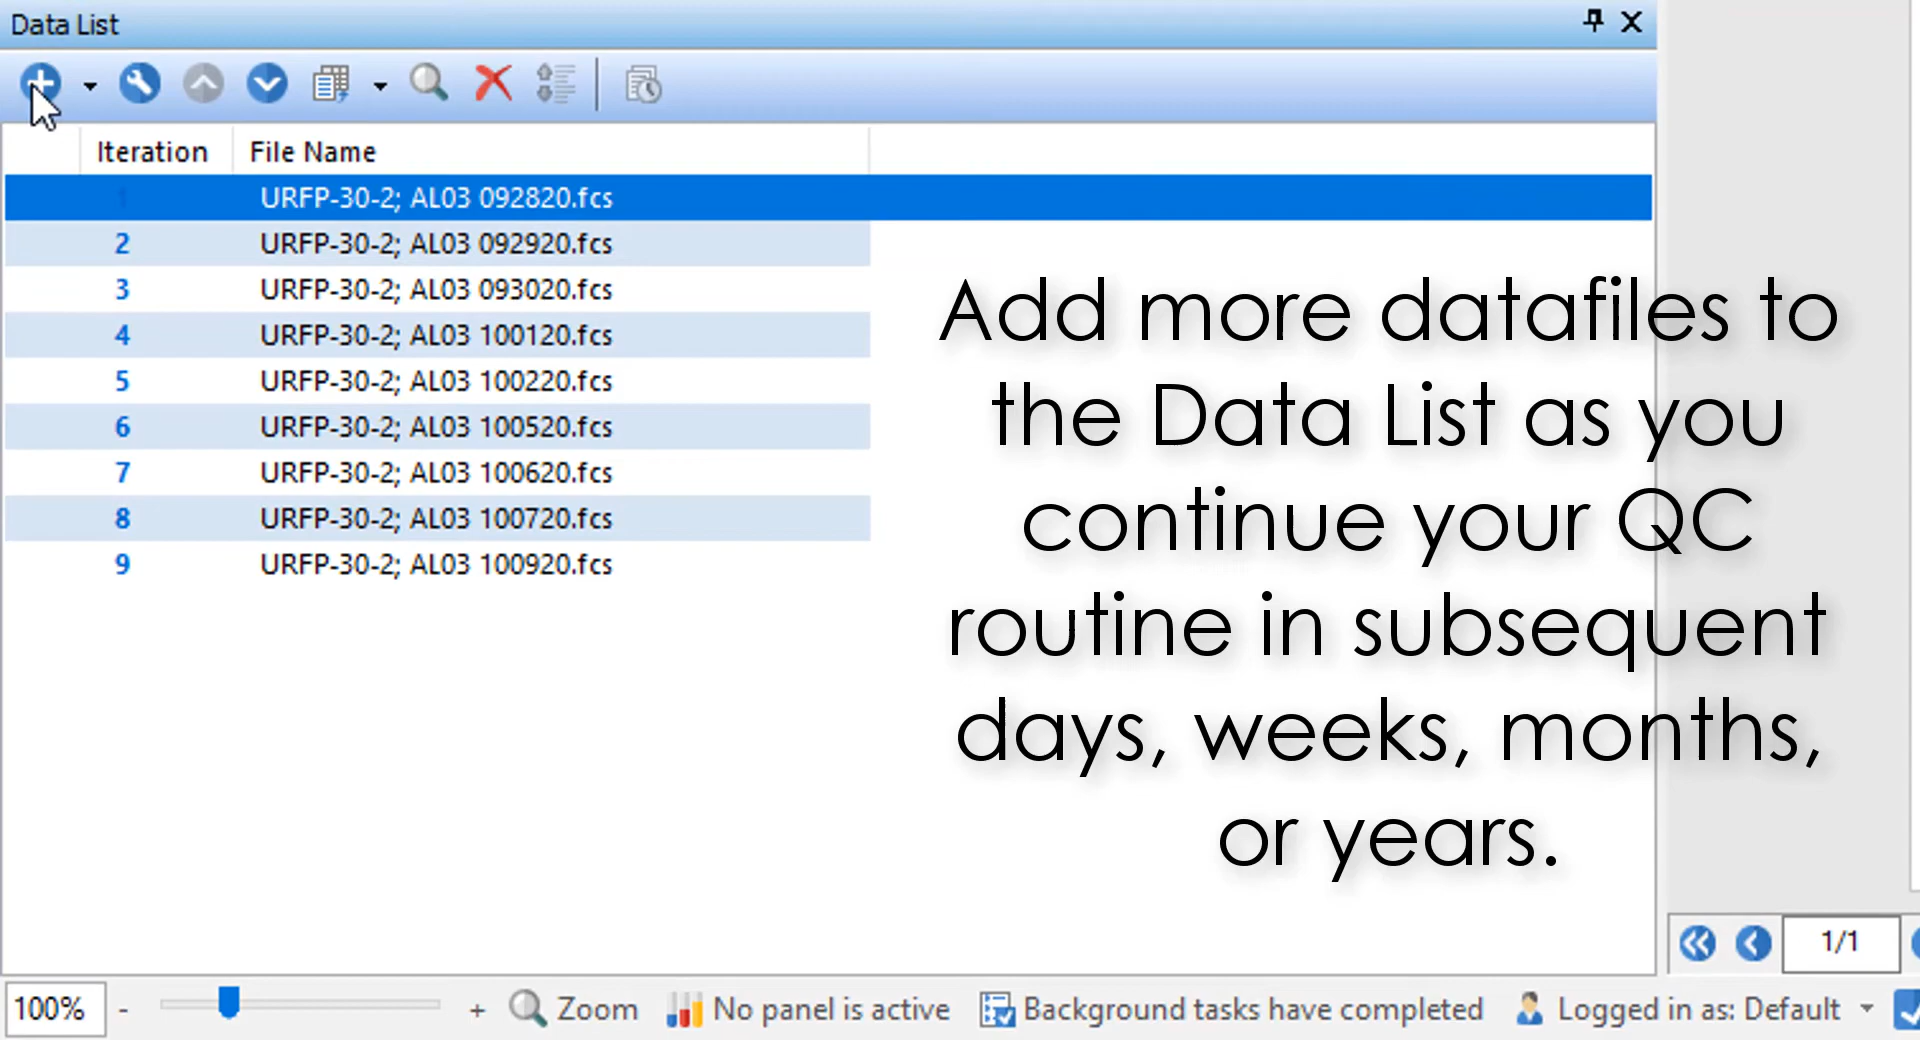 Data List
Iteration File Name
1 URFP-30-2; AL03 092820.fcs
2 URFP-30-2; AL03 092920.fcs
3 URFP-30-2; AL03 093020.fcs
4 URFP-30-2; AL03 100120.fcs
5 URFP-30-2; AL03 100220.fcs
6 URFP-30-2; AL03 100520.fcs
7 URFP-30-2; AL03 100620.fcs
8 URFP-30-2; AL03 100720.fcs
9 URFP-30-2; AL03 100920.fcs
Add more datafiles to
the Data List as you
continue your QC
routine in subsequent
days, weeks, months,
or years.
1/1
100% - + Zoom No panel is active Background tasks have completed Logged in as: Default